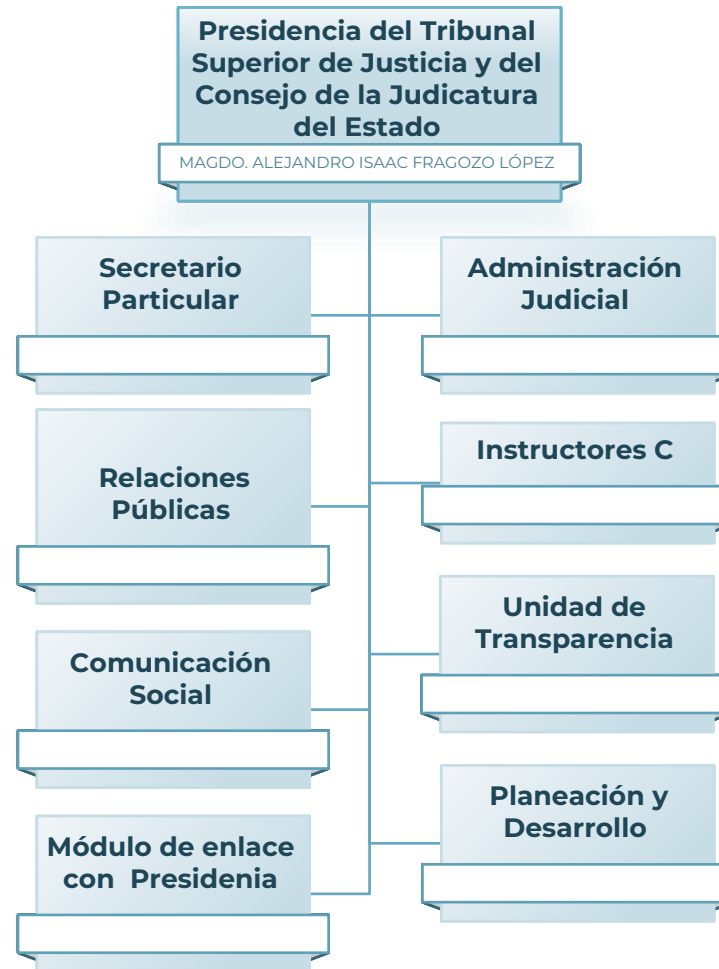 Presidencia del Tribunal
Superior de Justicia y del
Consejo de la Judicatura
del Estado
MAGDO. ALEJANDRO ISAAC FRAGOZO LÓPEZ
Secretario
Particular
Administración
Judicial
Relaciones
Públicas
Instructores C
Unidad de
Transparencia
Comunicación
Social
Planeación y
Desarrollo
Módulo de enlace
con Presidenia